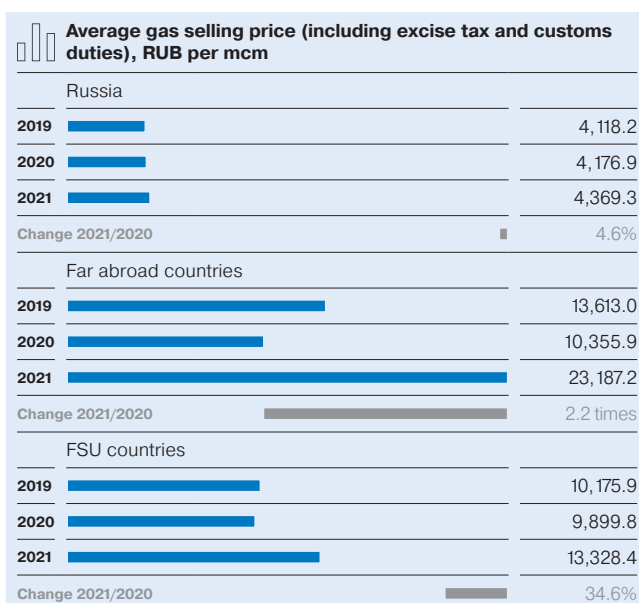 Average gas selling price (including excise tax and customs
duties), RUB per mcm
Russia
2019 4,118.2
2020 4,176.9
2021 4,369.3
Change 2021/2020 4.6%
Far abroad countries
2019 13,613.0
2020 10,355.9
2021 23,187.2
Change 2021/2020 2.2 times
FSU countries
2019 10,175.9
2020 9,899.8
2021 13,328.4
Change 2021/2020 34.6%